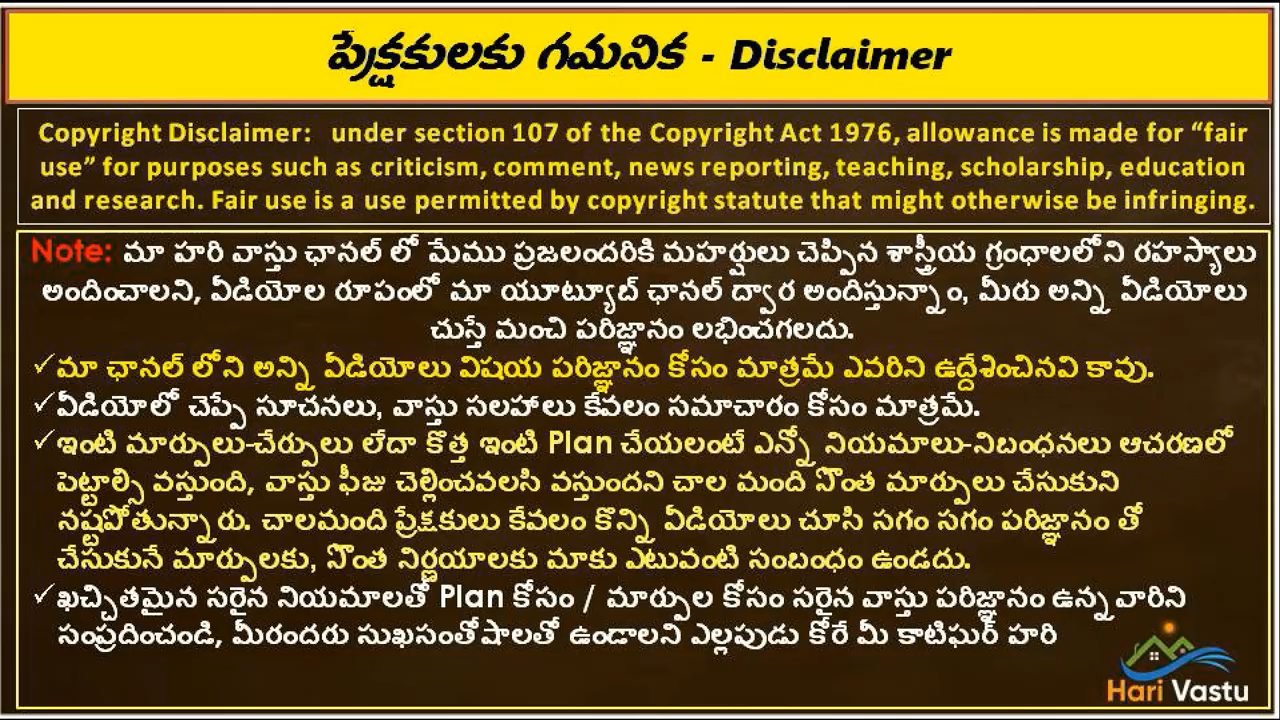 ప్రేక్షకులకు గమనిక - Disclaimer
Copyright Disclaimer: under section 107 of the Copyright Act 1976, allowance is made for “fair
use” for purposes such as criticism, comment, news reporting, teaching, scholarship, education
and research. Fair use is a use permitted by copyright statute that might otherwise be infringing.
Note: మా హరి వాస్తు ఛానల్ లో మేము ప్రజలందరికి మహర్షులు చెప్పిన శాస్త్రీయ గ్రంధాలలోని రహస్యాలు
అందించాలని, వీడియోల రూపంలో మా యూట్యూబ్ ఛానల్ ద్వార అందిస్తున్నాం, మీరు అన్ని వీడియోలు
చుస్తే మంచి పరిజ్ఞానం లభించగలదు.
✓మా ఛానల్ లోని అన్ని వీడియోలు విషయ పరిజ్ఞానం కోసం మాత్రమే ఎవరిని ఉద్దేశించినవి కావు.
✓వీడియోలో చెప్పే సూచనలు, వాస్తు సలహాలు కేవలం సమాచారం కోసం మాత్రమే.
✓ఇంటి మార్పులు-చేర్పులు లేదా కొత్త ఇంటి Plan చేయలంటే ఎన్నో నియమాలు-నిబంధనలు ఆచరణలో
పెట్టాల్సి వస్తుంది, వాస్తు ఫీజు చెల్లించవలసి వస్తుందని చాల మంది సొంత మార్పులు చేసుకుని
నష్టపోతున్నారు. చాలమంది ప్రేక్షకులు కేవలం కొన్ని వీడియోలు చూసి సగం సగం పరిజ్ఞానం తో
చేసుకునే మార్పులకు, సొంత నిర్ణయాలకు మాకు ఎటువంటి సంబంధం ఉండదు.
✓ఖచ్చితమైన సరైన నియమాలతో Plan కోసం / మార్పుల కోసం సరైన వాస్తు పరిజ్ఞానం ఉన్నవారిని
సంప్రదించండి, మీరందరు సుఖసంతోషాలతో ఉండాలని ఎల్లపుడు కోరే మీ కాటిఘర్ హరి
Hari Vastu